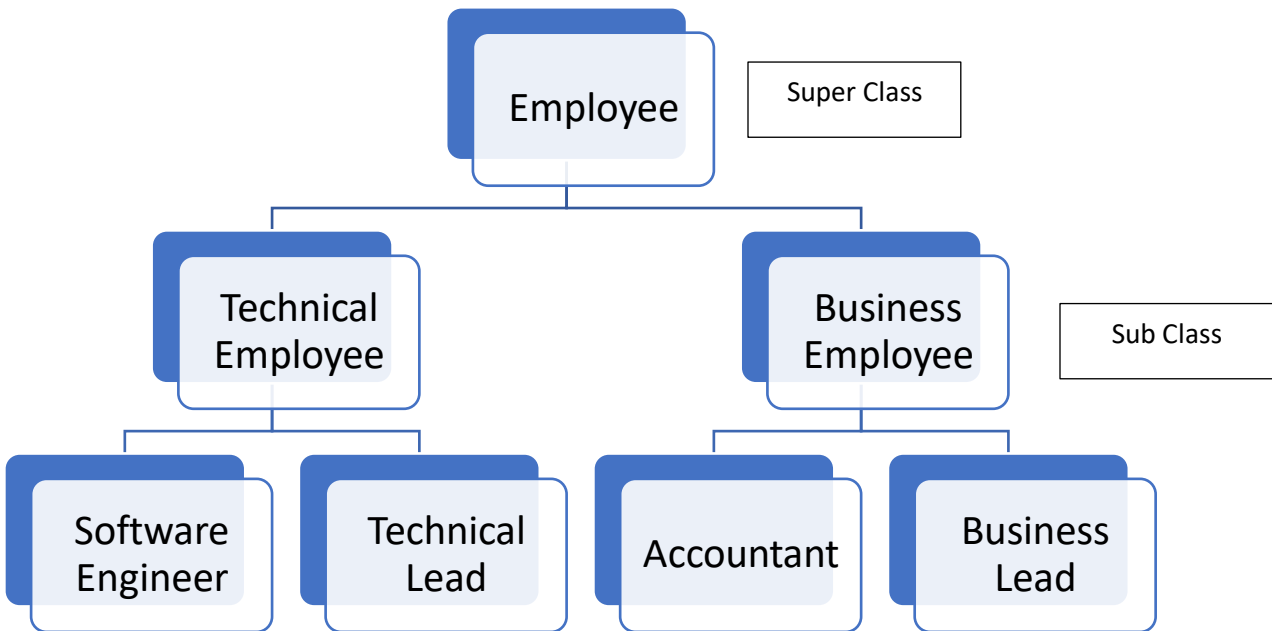 Employee
Super Class
Technical
Employee
Business
Employee
Sub Class
Software
Engineer
Technical
Lead
Accountant
Business
Lead